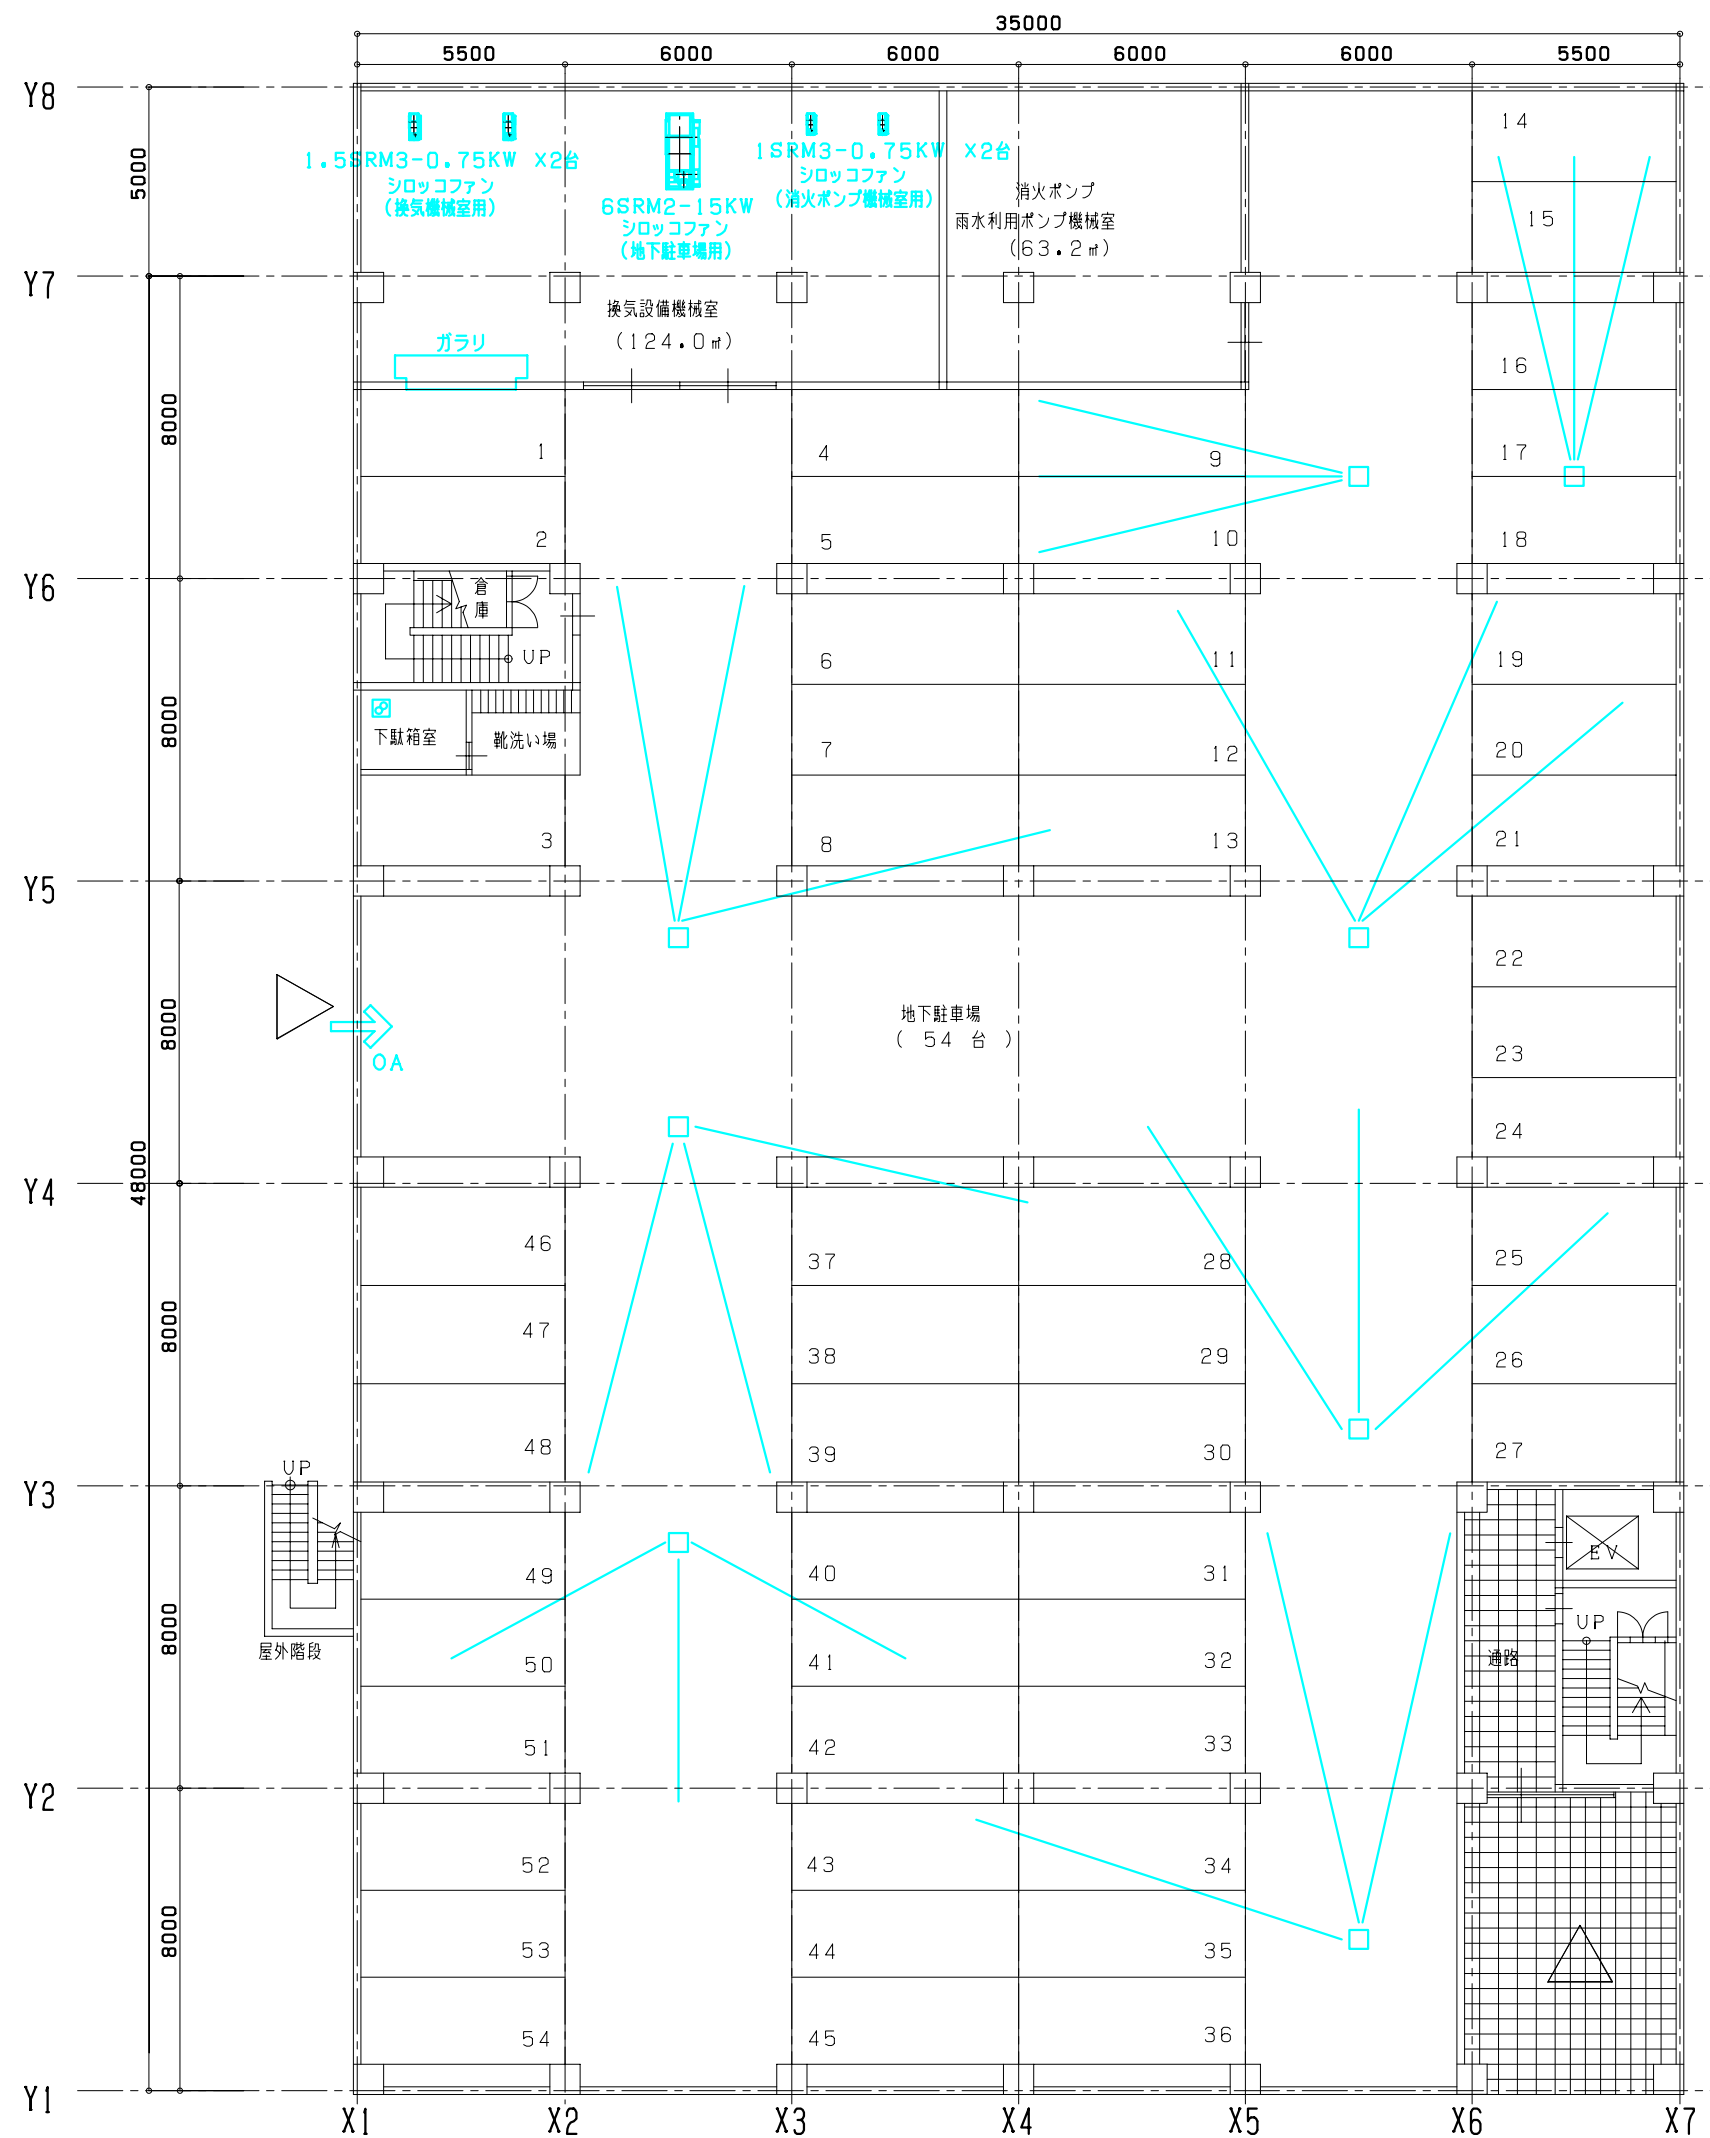 35000
5500 6000 6000 6000 6000 5500
Y8
5000
1.5SRM3-0.75KW X2台
シロッコファン
(換気機械室用)
6SRM2-15KW
シロッコファン
(地下駐車場用)
1SRM3-0.75KW X2台
シロッコファン
(消火ポンプ機械室用)
消火ポンプ
雨水利用ポンプ機械室
(63.2㎡)
14
15
Y7
換気設備機械室
(124.0㎡)
ガラリ
16
8000
1 4 9 17
2 5 10 18
Y6
倉
庫
UP
6 11 19
8000
下駄箱室 靴洗い場
7 12 20
3 8 13 21
Y5
22
8000
OA
地下駐車場
( 54 台 )
23
24
48000
Y4
46 37 28 25
8000
47 38 29 26
48 39 30 27
UP
Y3
EV
49 40 31
8000
屋外階段
UP
通路
50 41 32
51 42 33
Y2
52 43 34
8000
53 44 35
54 45 36
Y1
X1 X2 X3 X4 X5 X6 X7